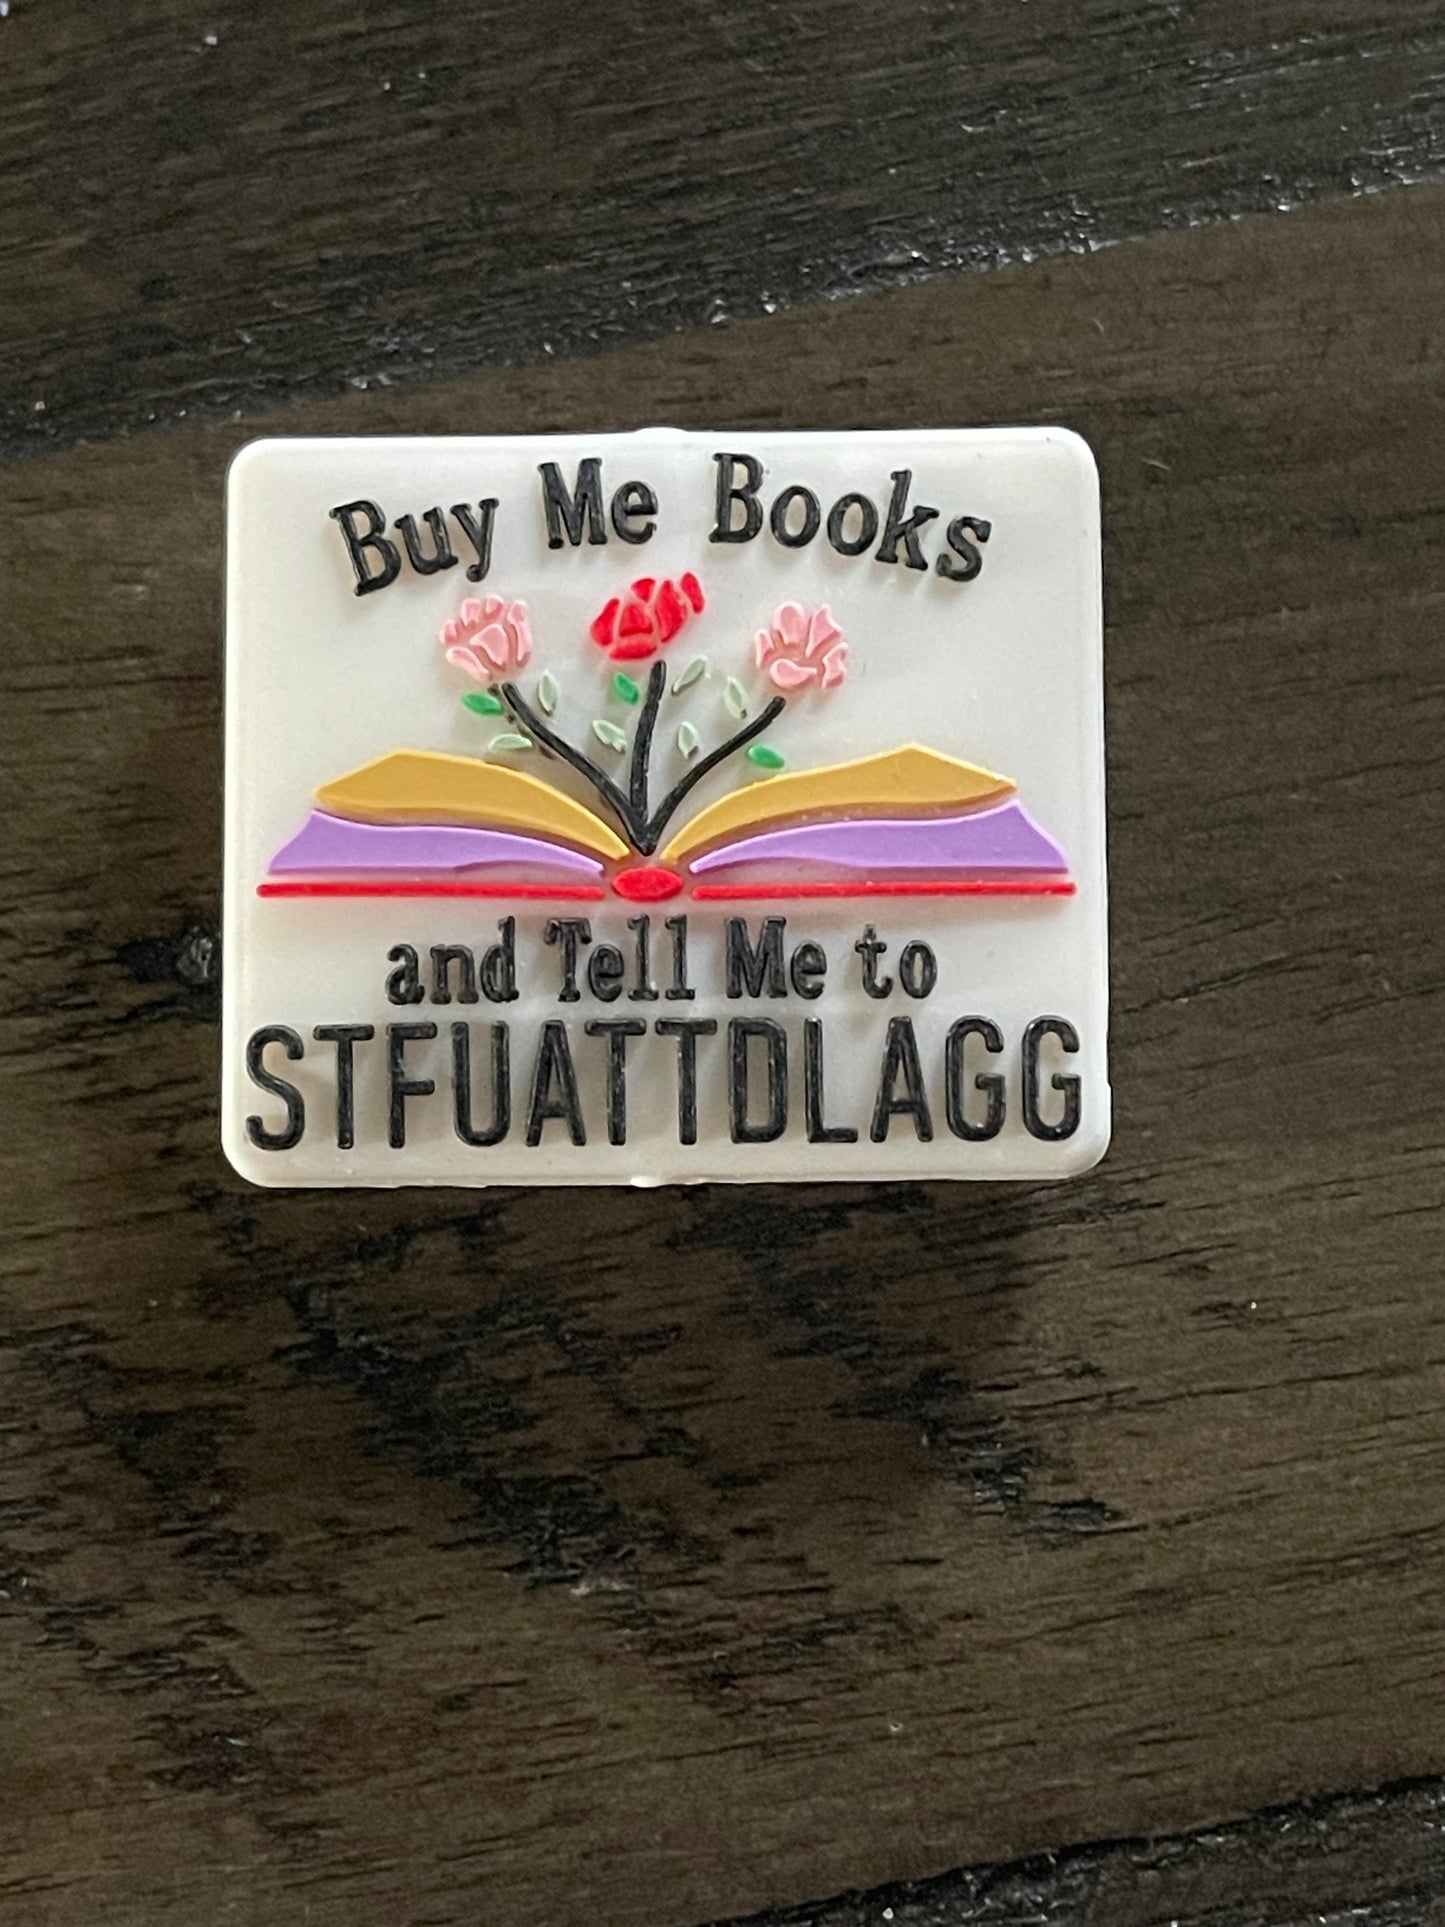 Buy Me Books
and Tell Me to
STFUATTDLAGG